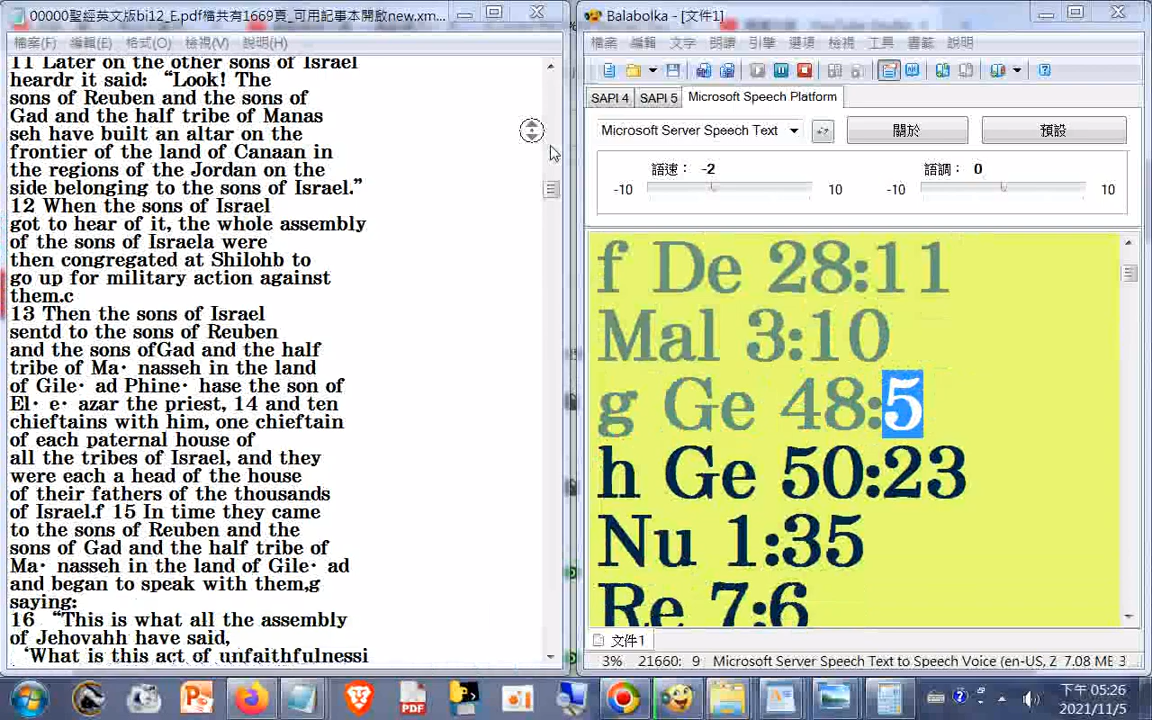 00000聖經英文版bi12_E.pdf檔共有1669頁_可用記事本開啟new.xm...
檔案(F) 編輯(E) 格式(O) 檢視(V) 說明(H)
11 Later on the other sons of Israel
heardr it said: “Look! The
sons of Reuben and the sons of
Gad and the half tribe of Manas
seh have built an altar on the
frontier of the land of Canaan in
the regions of the Jordan on the
side belonging to the sons of Israel.”
12 When the sons of Israel
got to hear of it, the whole assembly
of the sons of Israela were
then congregated at Shilohb to
go up for military action against
them.c
13 Then the sons of Israel
sentd to the sons of Reuben
and the sons ofGad and the half
tribe of Ma· nasseh in the land
of Gile· ad Phine· hase the son of
El· e· azar the priest, 14 and ten
chieftains with him, one chieftain
of each paternal house of
all the tribes of Israel, and they
were each a head of the house
of their fathers of the thousands
of Israel.f 15 In time they came
to the sons of Reuben and the
sons of Gad and the half tribe of
Ma· nasseh in the land of Gile· ad
and began to speak with them,g
saying:
16 “This is what all the assembly
of Jehovahh have said,
‘What is this act of unfaithfulnessi
Balabolka - [文件1]
檔案 編輯 文字 朗讀 引擎 選項 檢視 工具 書籤 說明
SAPI 4 SAPI 5 Microsoft Speech Platform
Microsoft Server Speech Text 關於 預設
語速: -2 語調: 0
-10 10 -10 10
f De 28:11
Mal 3:10
g Ge 48:5
h Ge 50:23
Nu 1:35
Re 7:6
文件1
3% 21660: 9 Microsoft Server Speech Text to Speech Voice (en-US, Z 7.08 MB 3
下午 05:26
2021/11/5